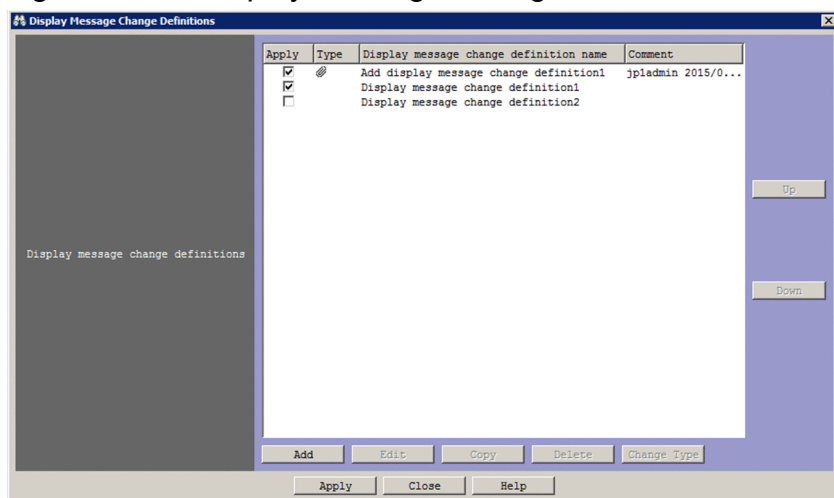 Display Message Change Definitions
Apply Type Display message change definition name Comment
Add display message change definition1 jp1admin 2015/0...
Display message change definition1
Display message change definition2
Up
Display message change definitions
Down
Add Edit Copy Delete Change Type
Apply Close Help